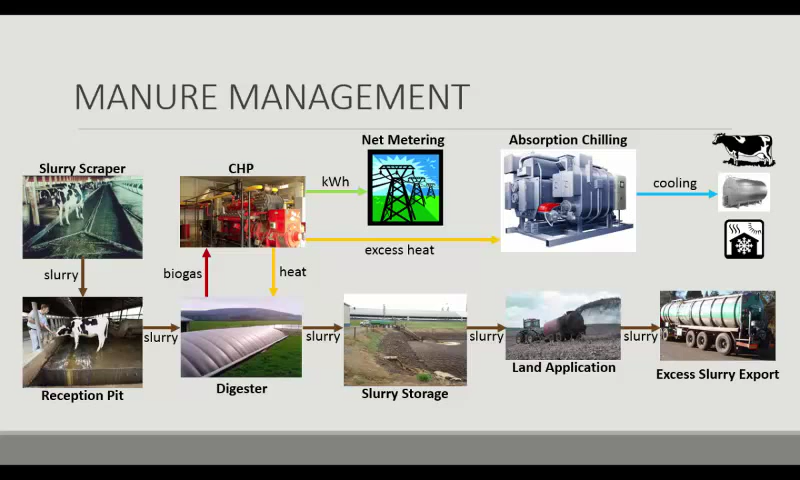 MANURE MANAGEMENT
Net Metering
Absorption Chilling
Slurry Scraper
CHP
kWh
cooling
excess heat
slurry
biogas
heat
slurry
slurry
slurry
slurry
Land Application
Excess Slurry Export
Digester
Reception Pit
Slurry Storage